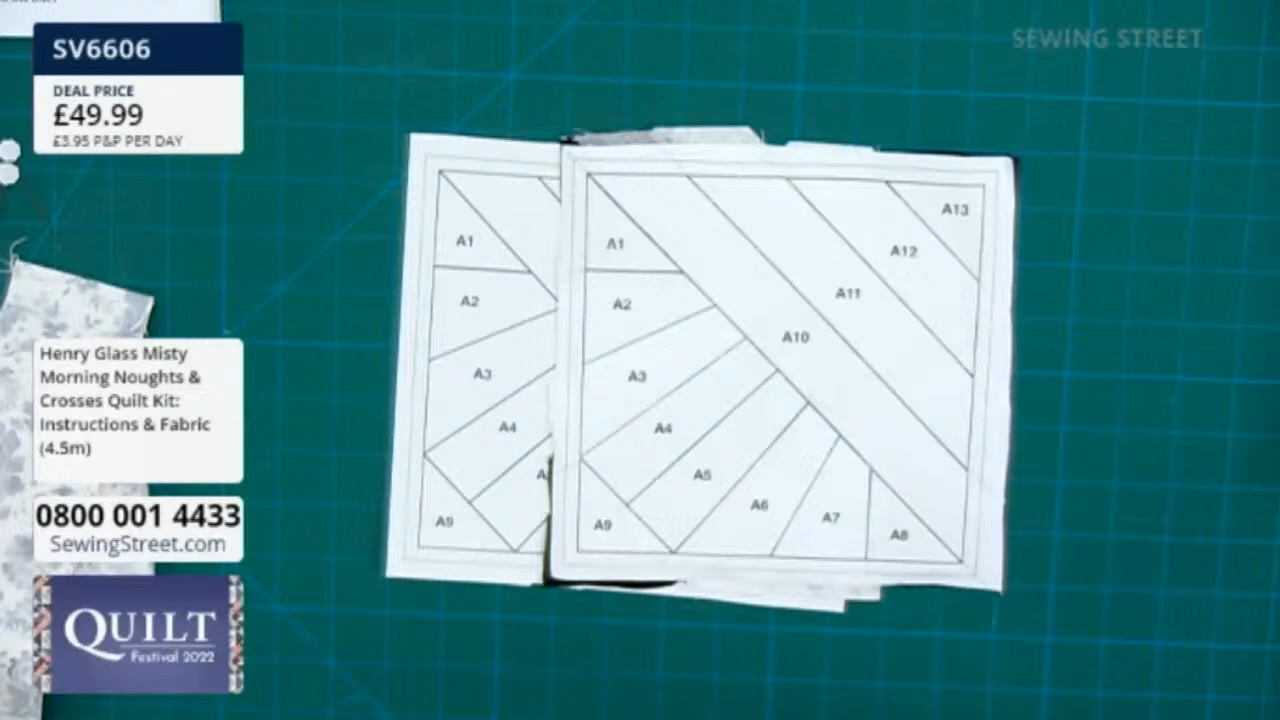 SV6606
DEAL PRICE
£49.99
£3.95 P&P PER DAY
SEWING STREET
Henry Glass Misty
Morning Noughts &
Crosses Quilt Kit:
Instructions & Fabric
(4.5m)
0800 001 4433
SewingStreet.com
QUILT
Festival 2022
A1
A2
A3
A4
A9
A1
A2
A3
A4
A5
A6
A7
A8
A9
A10
A11
A12
A13